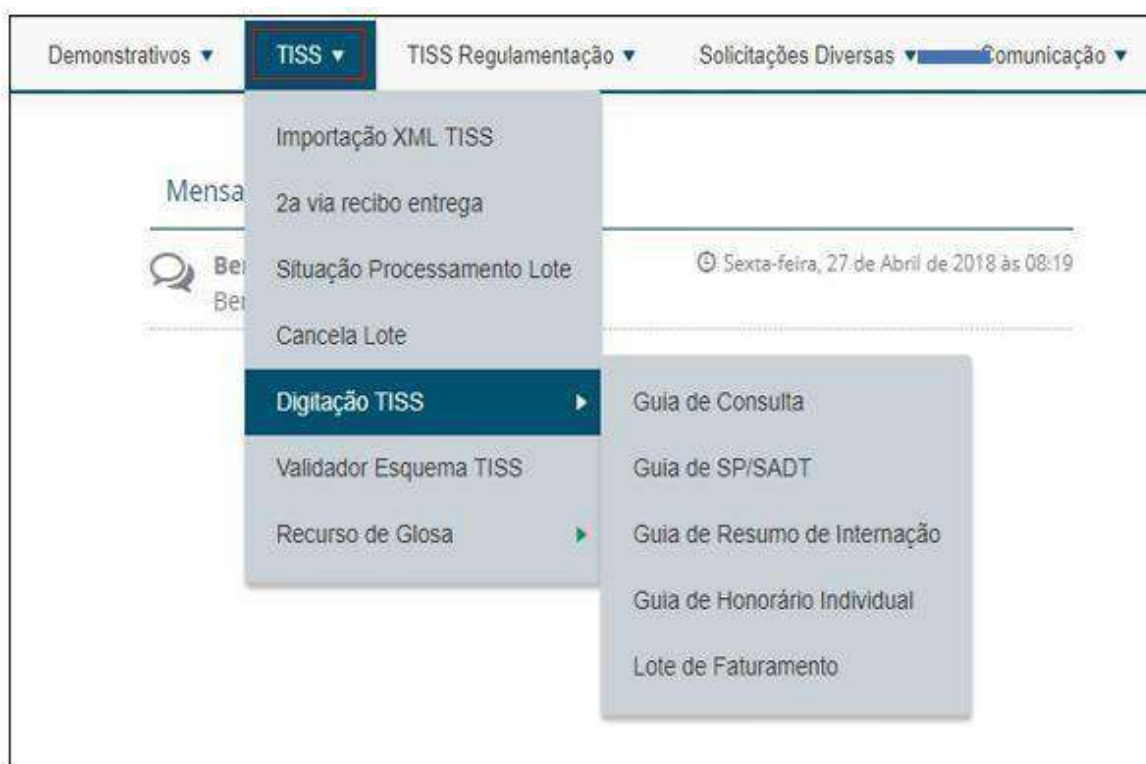 Demonstrativos TISS TISS Regulamentação Solicitações Diversas Comunicação
Importação XML TISS
Mensa
2a via recibo entrega
Situação Processamento Lote
Sexta-feira, 27 de Abril de 2018 às 08:19
Cancela Lote
Digitação TISS
Guia de Consulta
Validador Esquema TISS
Guia de SP/SADT
Recurso de Glosa
Guia de Resumo de Internação
Guia de Honorário Individual
Lote de Faturamento